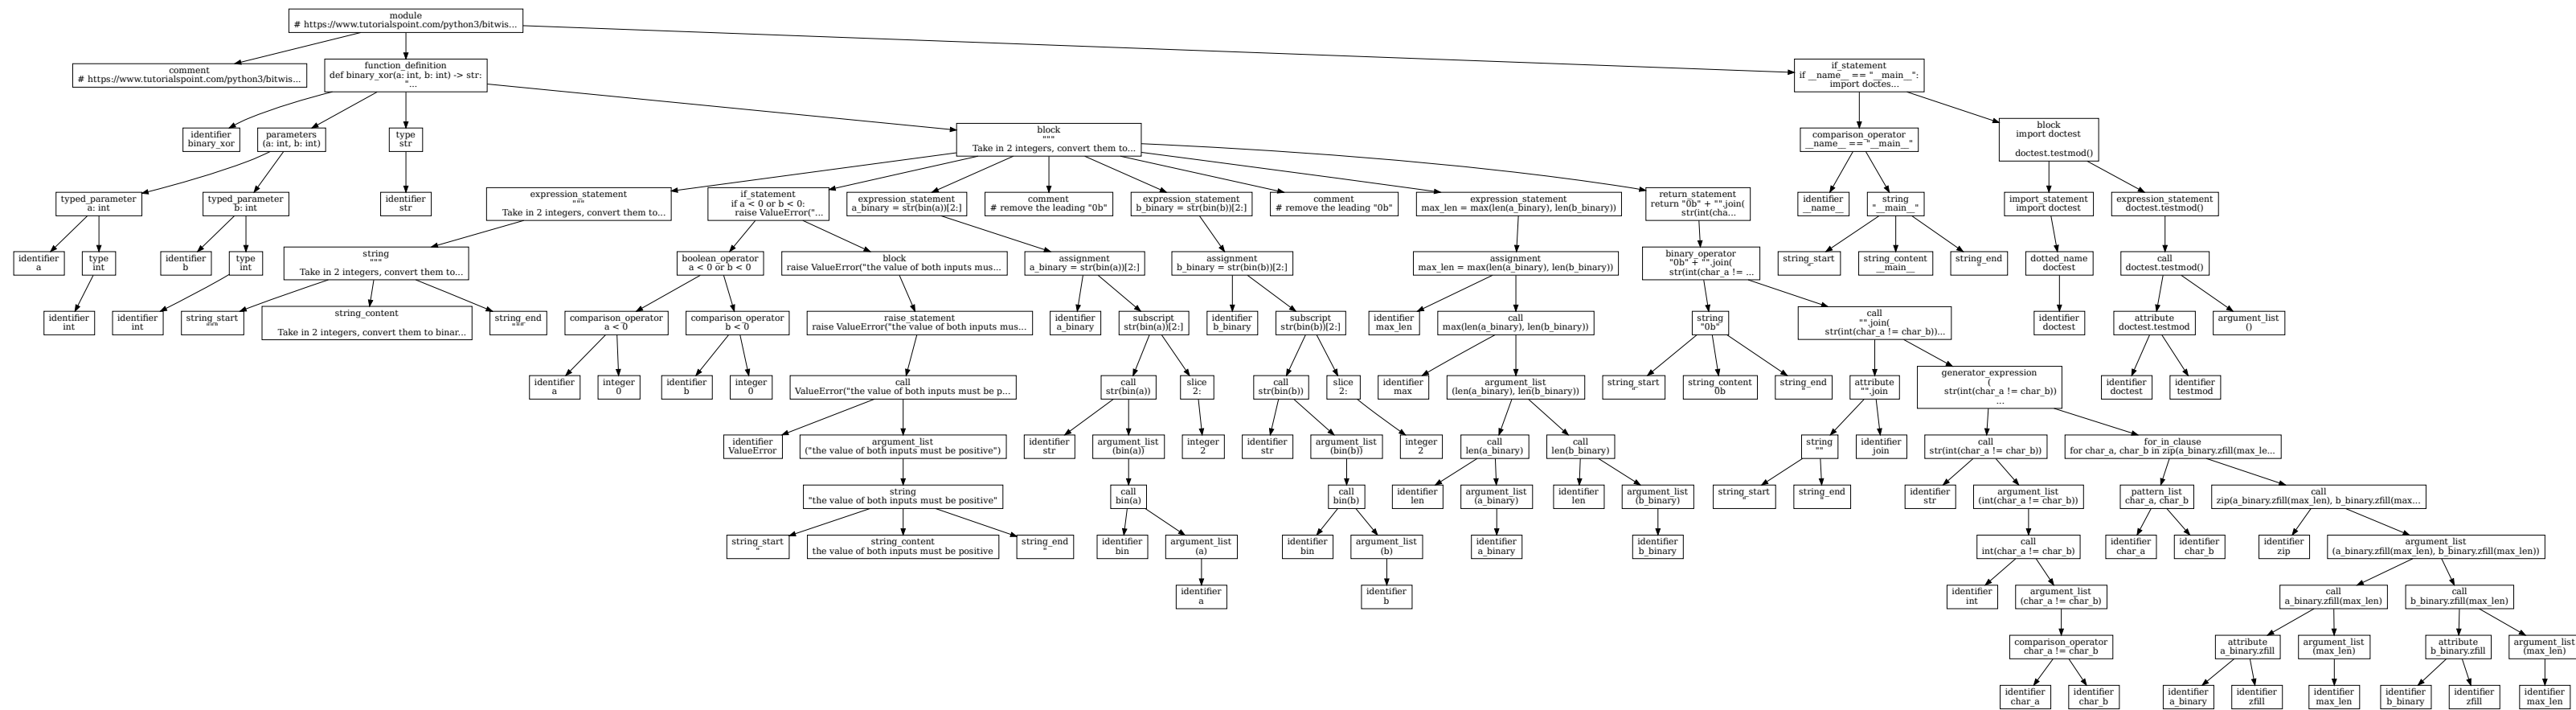 module
# https://www.tutorialspoint.com/python3/bitwis...
comment
# https://www.tutorialspoint.com/python3/bitwis...
function_definition
def binary_xor(a: int, b: int) -> str:
"...
if_statement
if __name__ == "__main__":
import doctes...
identifier
binary_xor
parameters
(a: int, b: int)
type
str
block
"""
Take in 2 integers, convert them to...
comparison_operator
__name__ == "__main__"
block
import doctest
doctest.testmod()
typed_parameter
a: int
typed_parameter
b: int
identifier
str
expression_statement
"""
Take in 2 integers, convert them to...
if_statement
if a < 0 or b < 0:
raise ValueError("...
expression_statement
a_binary = str(bin(a))[2:]
comment
# remove the leading "0b"
expression_statement
b_binary = str(bin(b))[2:]
comment
# remove the leading "0b"
expression_statement
max_len = max(len(a_binary), len(b_binary))
return_statement
return "0b" + "".join(
str(int(cha...
identifier
__name__
string
"__main__"
import_statement
import doctest
expression_statement
doctest.testmod()
identifier
a
type
int
identifier
b
type
int
string
"""
Take in 2 integers, convert them to...
boolean_operator
a < 0 or b < 0
block
raise ValueError("the value of both inputs mus...
assignment
a_binary = str(bin(a))[2:]
assignment
b_binary = str(bin(b))[2:]
assignment
max_len = max(len(a_binary), len(b_binary))
binary_operator
"0b" + "".join(
str(int(char_a != ...
string_start
"
string_content
__main__
string_end
"
dotted_name
doctest
call
doctest.testmod()
identifier
int
identifier
int
string_start
"""
string_content
Take in 2 integers, convert them to binar...
string_end
"""
comparison_operator
a < 0
comparison_operator
b < 0
raise_statement
raise ValueError("the value of both inputs mus...
identifier
a_binary
subscript
str(bin(a))[2:]
identifier
b_binary
subscript
str(bin(b))[2:]
identifier
max_len
call
max(len(a_binary), len(b_binary))
string
"0b"
call
"".join(
str(int(char_a != char_b))...
identifier
doctest
attribute
doctest.testmod
argument_list
()
identifier
a
integer
0
identifier
b
integer
0
call
ValueError("the value of both inputs must be p...
call
str(bin(a))
slice
2:
call
str(bin(b))
slice
2:
identifier
max
argument_list
(len(a_binary), len(b_binary))
string_start
"
string_content
0b
string_end
"
attribute
"".join
generator_expression
(
str(int(char_a != char_b))
...
identifier
doctest
identifier
testmod
identifier
ValueError
argument_list
("the value of both inputs must be positive")
identifier
str
argument_list
(bin(a))
integer
2
identifier
str
argument_list
(bin(b))
integer
2
call
len(a_binary)
call
len(b_binary)
string
""
identifier
join
call
str(int(char_a != char_b))
for_in_clause
for char_a, char_b in zip(a_binary.zfill(max_le...
string
"the value of both inputs must be positive"
call
bin(a)
call
bin(b)
identifier
len
argument_list
(a_binary)
identifier
len
argument_list
(b_binary)
string_start
"
string_end
"
identifier
str
argument_list
(int(char_a != char_b))
pattern_list
char_a, char_b
call
zip(a_binary.zfill(max_len), b_binary.zfill(max...
string_start
"
string_content
the value of both inputs must be positive
string_end
"
identifier
bin
argument_list
(a)
identifier
bin
argument_list
(b)
identifier
a_binary
identifier
b_binary
call
int(char_a != char_b)
identifier
char_a
identifier
char_b
identifier
zip
argument_list
(a_binary.zfill(max_len), b_binary.zfill(max_len))
identifier
a
identifier
b
identifier
int
argument_list
(char_a != char_b)
call
a_binary.zfill(max_len)
call
b_binary.zfill(max_len)
comparison_operator
char_a != char_b
attribute
a_binary.zfill
argument_list
(max_len)
attribute
b_binary.zfill
argument_list
(max_len)
identifier
char_a
identifier
char_b
identifier
a_binary
identifier
zfill
identifier
max_len
identifier
b_binary
identifier
zfill
identifier
max_len